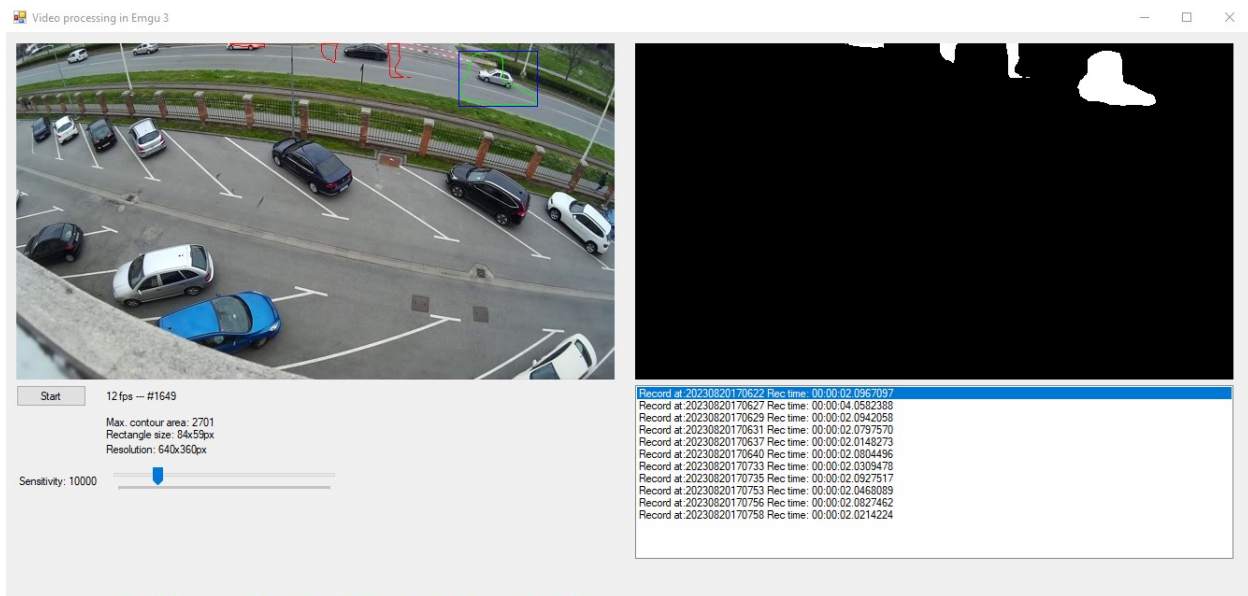 Video processing in Emgu 3
Start
12 fps --- #1649
Max. contour area: 2701
Rectangle size: 84x59px
Resolution: 640x360px
Sensitivity: 10000
Record at:20230820170622 Rec time: 00:00:02.0967097
Record at:20230820170627 Rec time: 00:00:04.0582388
Record at:20230820170629 Rec time: 00:00:02.0942058
Record at:20230820170631 Rec time: 00:00:02.0797570
Record at:20230820170637 Rec time: 00:00:02.0148273
Record at:20230820170640 Rec time: 00:00:02.0804496
Record at:20230820170733 Rec time: 00:00:02.0309478
Record at:20230820170735 Rec time: 00:00:02.0927517
Record at:20230820170753 Rec time: 00:00:02.0468089
Record at:20230820170756 Rec time: 00:00:02.0827462
Record at:20230820170758 Rec time: 00:00:02.0214224